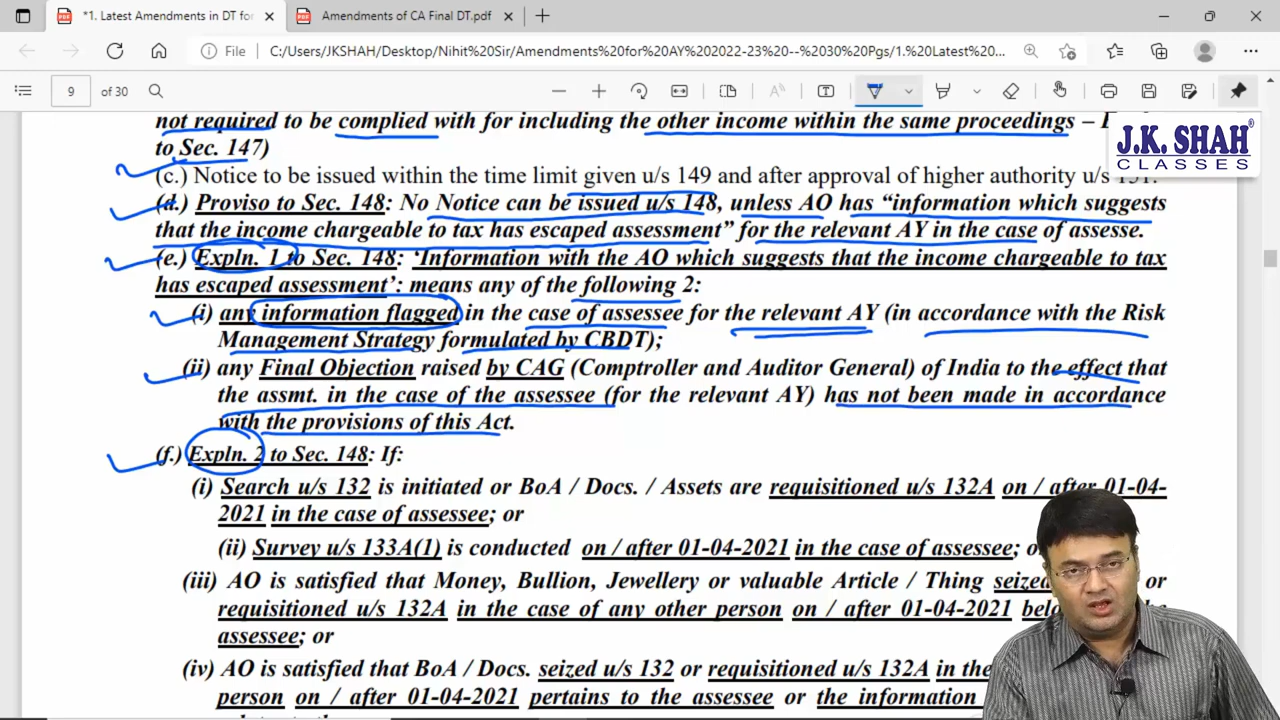 *1. Latest Amendments in DT for
Amendments of CA Final DT.pdf
File
C:/Users/JKSHAH/Desktop/Nihit%20Sir/Amendments%20for%20AY%202022-23%20--%2030%20Pgs/1.%20Latest%20...
9 of 30
not required to be complied with for including the other income within the same proceedings –
to Sec. 147)
J.K. SHAH®
CLASSES
(c.) Notice to be issued within the time limit given u/s 149 and after approval of higher authority u/s 151.
(d.) Proviso to Sec. 148: No Notice can be issued u/s 148, unless AO has “information which suggests
that the income chargeable to tax has escaped assessment” for the relevant AY in the case of assesse.
(e.) Expln. 1 to Sec. 148: ‘Information with the AO which suggests that the income chargeable to tax
has escaped assessment’: means any of the following 2:
(i) any information flagged in the case of assessee for the relevant AY (in accordance with the Risk
Management Strategy formulated by CBDT);
(ii) any Final Objection raised by CAG (Comptroller and Auditor General) of India to the effect that
the assmt. in the case of the assessee (for the relevant AY) has not been made in accordance
with the provisions of this Act.
(f.) Expln. 2 to Sec. 148: If:
(i) Search u/s 132 is initiated or BoA / Docs. / Assets are requisitioned u/s 132A on / after 01-04-
2021 in the case of assessee; or
(ii) Survey u/s 133A(1) is conducted on / after 01-04-2021 in the case of assessee;
(iii) AO is satisfied that Money, Bullion, Jewellery or valuable Article / Thing seized or
requisitioned u/s 132A in the case of any other person on / after 01-04-2021
assessee; or
(iv) AO is satisfied that BoA / Docs. seized u/s 132 or requisitioned u/s 132A in
person on / after 01-04-2021 pertains to the assessee or the information